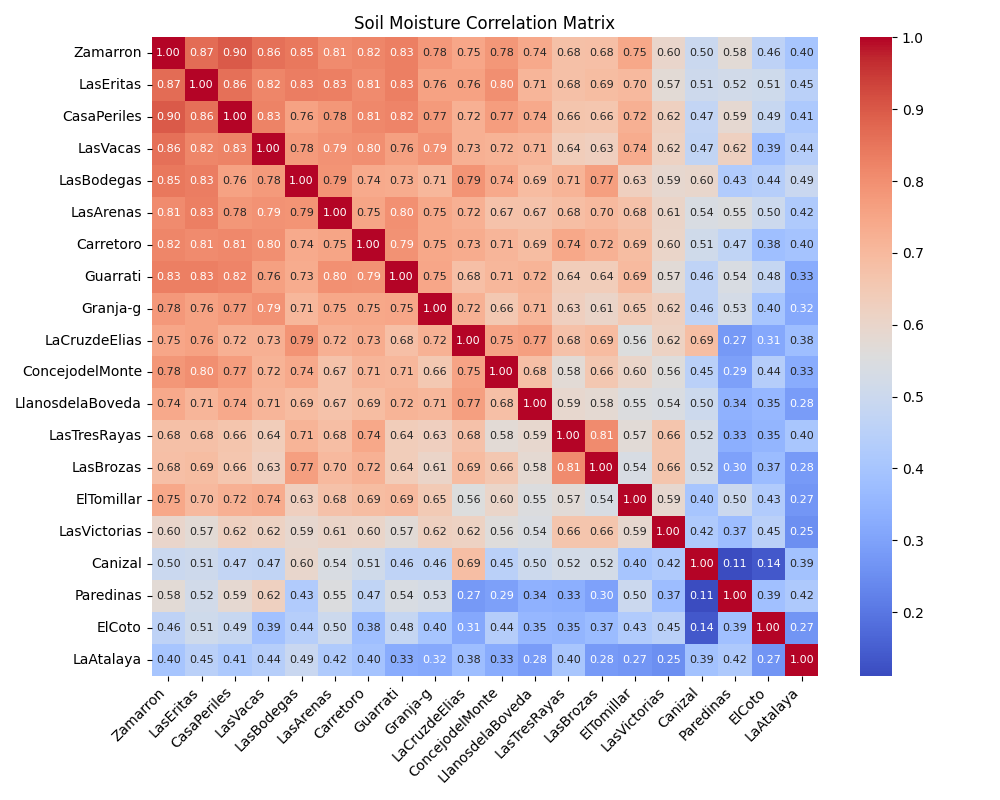 Soil Moisture Correlation Matrix
Zamarron 1.00 0.87 0.90 0.86 0.85 0.81 0.82 0.83 0.78 0.75 0.78 0.74 0.68 0.68 0.75 0.60 0.50 0.58 0.46 0.40
LasEritas 0.87 1.00 0.86 0.82 0.83 0.83 0.81 0.83 0.76 0.76 0.80 0.71 0.68 0.69 0.70 0.57 0.51 0.52 0.51 0.45
CasaPeriles 0.90 0.86 1.00 0.83 0.76 0.78 0.81 0.82 0.77 0.72 0.77 0.74 0.66 0.66 0.72 0.62 0.47 0.59 0.49 0.41
LasVacas 0.86 0.82 0.83 1.00 0.78 0.79 0.80 0.76 0.79 0.73 0.72 0.71 0.64 0.63 0.74 0.62 0.47 0.62 0.39 0.44
LasBodegas 0.85 0.83 0.76 0.78 1.00 0.79 0.74 0.73 0.71 0.79 0.74 0.69 0.71 0.77 0.63 0.59 0.60 0.43 0.44 0.49
LasArenas 0.81 0.83 0.78 0.79 0.79 1.00 0.75 0.80 0.75 0.72 0.67 0.67 0.68 0.70 0.68 0.61 0.54 0.55 0.50 0.42
Carretoro 0.82 0.81 0.81 0.80 0.74 0.75 1.00 0.79 0.75 0.73 0.71 0.69 0.74 0.72 0.69 0.60 0.51 0.47 0.38 0.40
Guarrati 0.83 0.83 0.82 0.76 0.73 0.80 0.79 1.00 0.75 0.68 0.71 0.72 0.64 0.64 0.69 0.57 0.46 0.54 0.48 0.33
Granja-g 0.78 0.76 0.77 0.79 0.71 0.75 0.75 0.75 1.00 0.72 0.66 0.71 0.63 0.61 0.65 0.62 0.46 0.53 0.40 0.32
LaCruzdeElias 0.75 0.76 0.72 0.73 0.79 0.72 0.73 0.68 0.72 1.00 0.75 0.77 0.68 0.69 0.56 0.62 0.69 0.27 0.31 0.38
ConcejodelMonte 0.78 0.80 0.77 0.72 0.74 0.67 0.71 0.71 0.66 0.75 1.00 0.68 0.58 0.66 0.60 0.56 0.45 0.29 0.44 0.33
LlanosdelaBoveda 0.74 0.71 0.74 0.71 0.69 0.67 0.69 0.72 0.71 0.77 0.68 1.00 0.59 0.58 0.55 0.54 0.50 0.34 0.35 0.28
LasTresRayas 0.68 0.68 0.66 0.64 0.71 0.68 0.74 0.64 0.63 0.68 0.58 0.59 1.00 0.81 0.57 0.66 0.52 0.33 0.35 0.40
LasBrozas 0.68 0.69 0.66 0.63 0.77 0.70 0.72 0.64 0.61 0.69 0.66 0.58 0.81 1.00 0.54 0.66 0.52 0.30 0.37 0.28
ElTomillar 0.75 0.70 0.72 0.74 0.63 0.68 0.69 0.69 0.65 0.56 0.60 0.55 0.57 0.54 1.00 0.59 0.40 0.50 0.43 0.27
LasVictorias 0.60 0.57 0.62 0.62 0.59 0.61 0.60 0.57 0.62 0.62 0.56 0.54 0.66 0.66 0.59 1.00 0.42 0.37 0.45 0.25
Canizal 0.50 0.51 0.47 0.47 0.60 0.54 0.51 0.46 0.46 0.69 0.45 0.50 0.52 0.52 0.40 0.42 1.00 0.11 0.14 0.39
Paredinas 0.58 0.52 0.59 0.62 0.43 0.55 0.47 0.54 0.53 0.27 0.29 0.34 0.33 0.30 0.50 0.37 0.11 1.00 0.39 0.42
ElCoto 0.46 0.51 0.49 0.39 0.44 0.50 0.38 0.48 0.40 0.31 0.44 0.35 0.35 0.37 0.43 0.45 0.14 0.39 1.00 0.27
LaAtalaya 0.40 0.45 0.41 0.44 0.49 0.42 0.40 0.33 0.32 0.38 0.33 0.28 0.40 0.28 0.27 0.25 0.39 0.42 0.27 1.00
Zamarron
LasEritas
CasaPeriles
LasVacas
LasBodegas
LasArenas
Carretoro
Guarrati
Granja-g
LaCruzdeElias
ConcejodelMonte
LlanosdelaBoveda
LasTresRayas
LasBrozas
ElTomillar
LasVictorias
Canizal
Paredinas
ElCoto
LaAtalaya
1.0
0.9
0.8
0.7
0.6
0.5
0.4
0.3
0.2